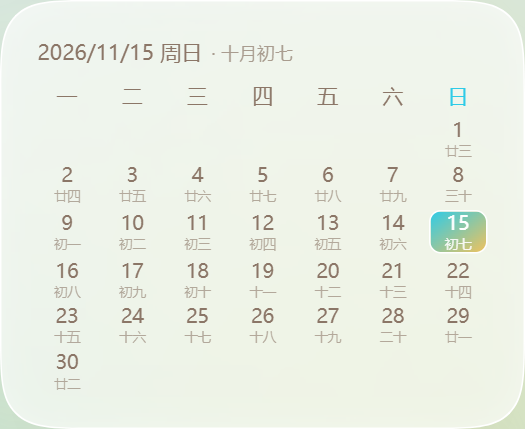 2026/11/15 周日 · 十月初七
一 二 三 四 五 六 日
1
廿三
2 3 4 5 6 7 8
廿四 廿五 廿六 廿七 廿八 廿九 三十
9 10 11 12 13 14 15
初一 初二 初三 初四 初五 初六 初七
16 17 18 19 20 21 22
初八 初九 初十 十一 十二 十三 十四
23 24 25 26 27 28 29
十五 十六 十七 十八 十九 二十 廿一
30
廿二